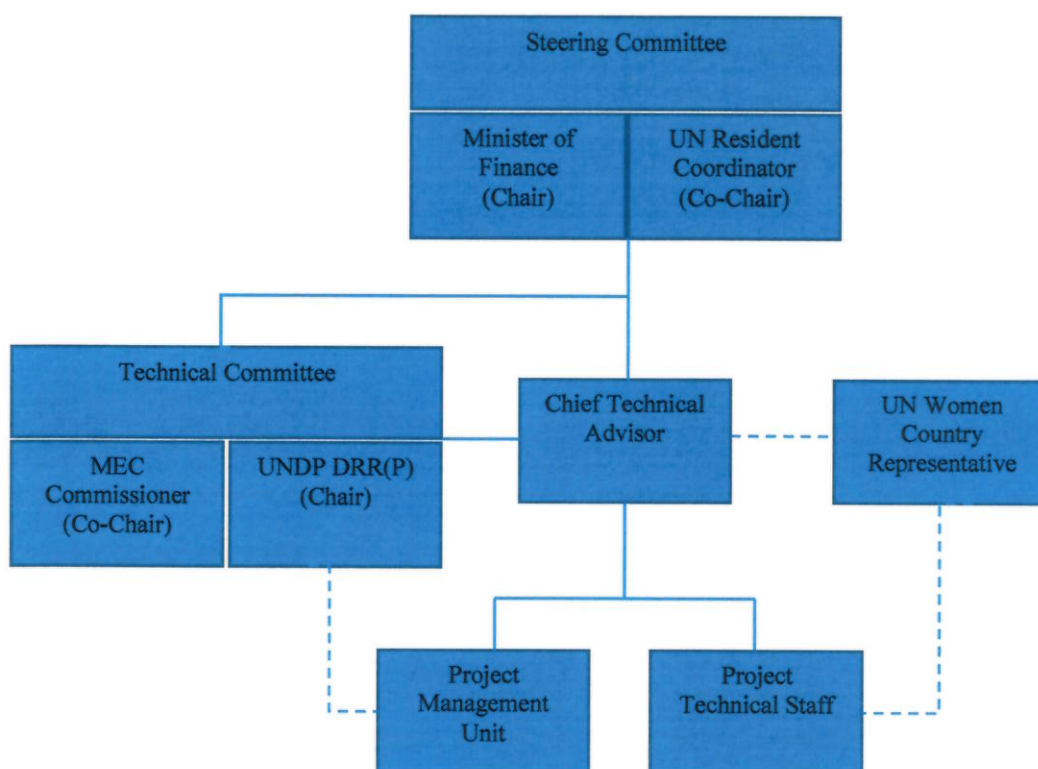 Steering Committee
Minister of
Finance
(Chair)
UN Resident
Coordinator
(Co-Chair)
Technical Committee
MEC
Commissioner
(Co-Chair)
UNDP DRR(P)
(Chair)
Chief Technical
Advisor
UN Women
Country
Representative
Project
Management
Unit
Project
Technical Staff